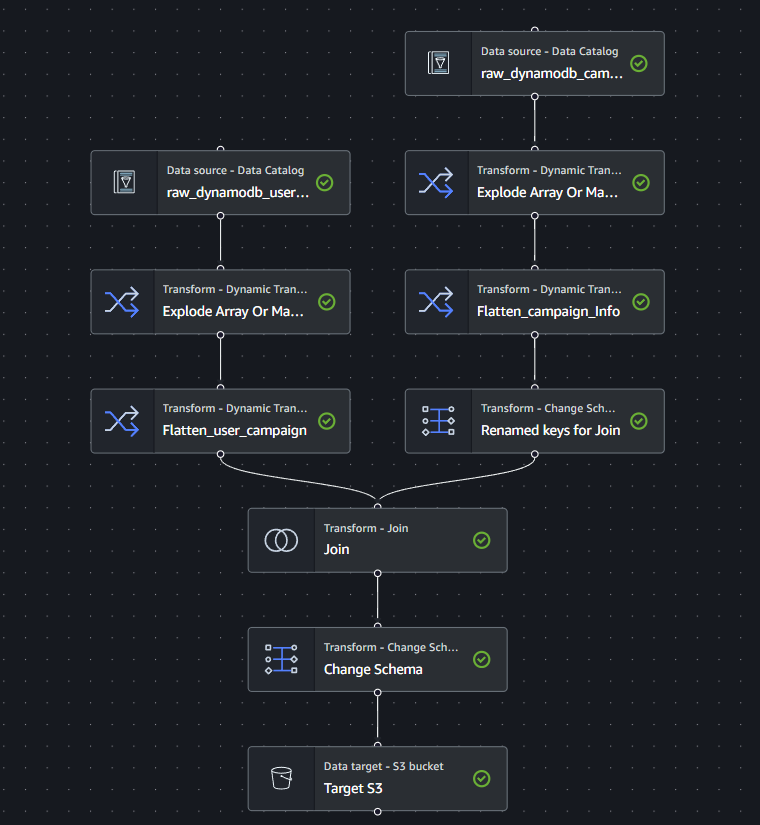 Data source - Data Catalog
raw_dynamodb_cam...
Data source - Data Catalog
raw_dynamodb_user...
Transform - Dynamic Tran...
Explode Array Or Ma...
Transform - Dynamic Tran...
Explode Array Or Ma...
Transform - Dynamic Tran...
Flatten_campaign_Info
Transform - Dynamic Tran...
Flatten_user_campaign
Transform - Change Sch...
Renamed keys for Join
Transform - Join
Join
Transform - Change Sch...
Change Schema
Data target - S3 bucket
Target S3